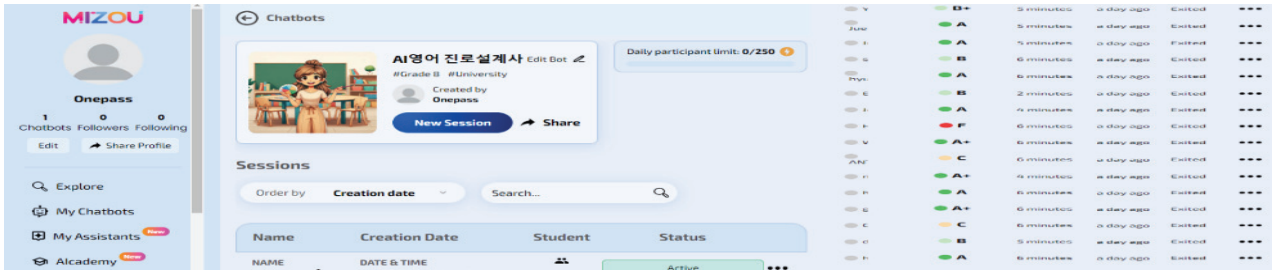 MIZOU
Onepass
1 0 0
Chatbots Followers Following
Edit Share Profile
Explore
My Chatbots
My Assistants New
AIcademy New
Chatbots
AI영어 진로설계사 Edit Bot
#Grade 8 #University
Created by
Onepass
New Session Share
Daily participant limit: 0/250
Sessions
Order by Creation date Search...
Name Creation Date Student Status
NAME DATE & TIME Active
B+ 5 minutes a day ago Exited
A 5 minutes a day ago Exited
A 5 minutes a day ago Exited
B 6 minutes a day ago Exited
A 6 minutes a day ago Exited
B 2 minutes a day ago Exited
A 4 minutes a day ago Exited
F 6 minutes a day ago Exited
A+ 6 minutes a day ago Exited
C 6 minutes a day ago Exited
A+ 4 minutes a day ago Exited
A 6 minutes a day ago Exited
A+ 6 minutes a day ago Exited
C 6 minutes a day ago Exited
B 5 minutes a day ago Exited
A 6 minutes a day ago Exited